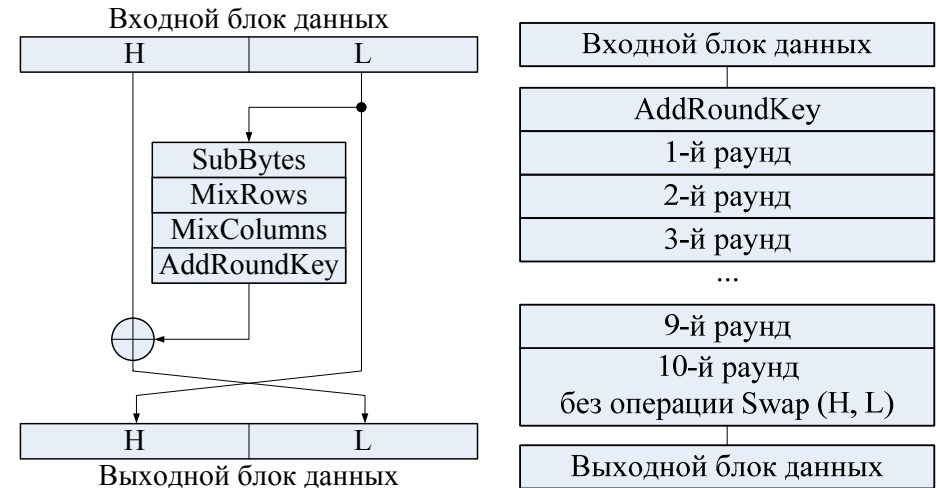 Входной блок данных
H L
SubBytes
MixRows
MixColumns
AddRoundKey
H L
Выходной блок данных
Входной блок данных
AddRoundKey
1-й раунд
2-й раунд
3-й раунд
...
9-й раунд
10-й раунд
без операции Swap (H, L)
Выходной блок данных